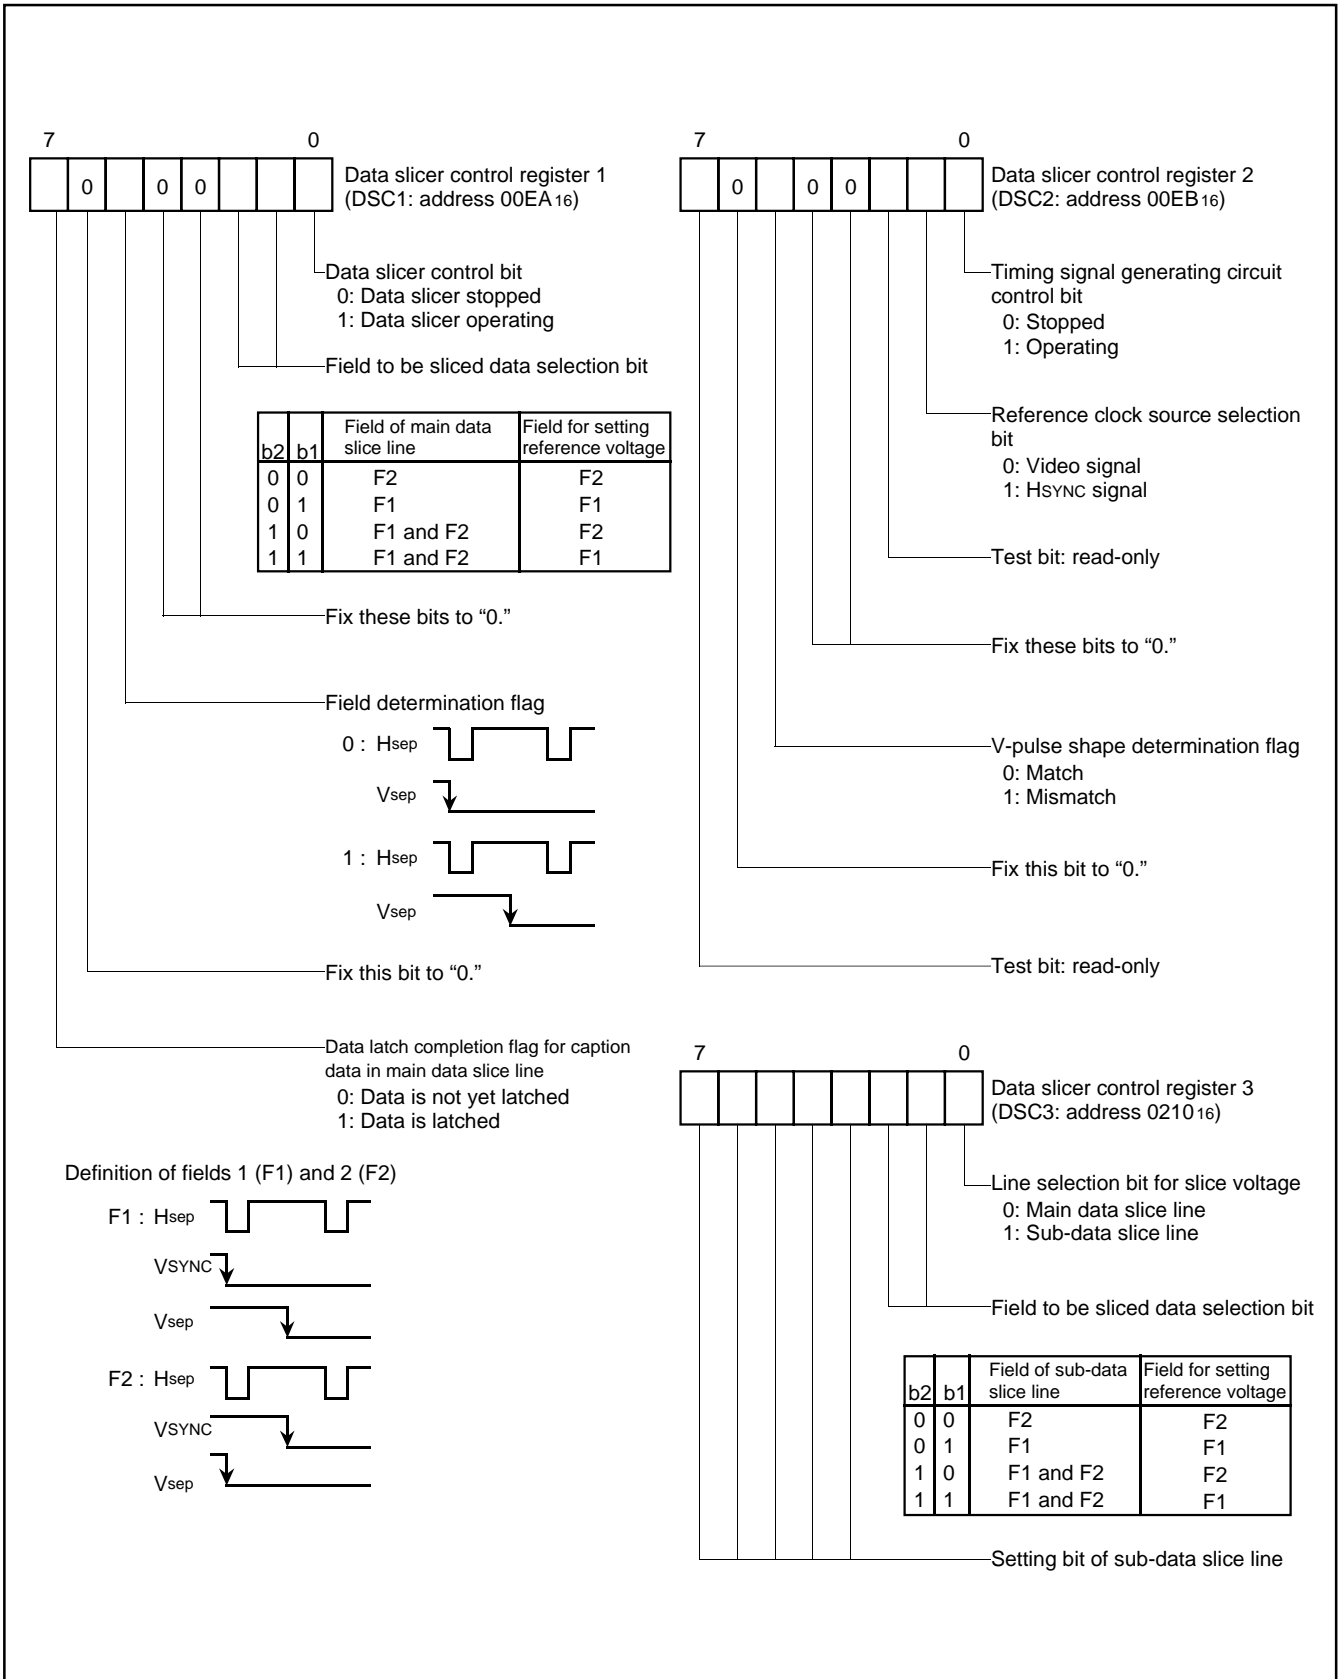 7 0
0 0 0
Data slicer control register 1
(DSC1: address 00EA16)
Data slicer control bit
0: Data slicer stopped
1: Data slicer operating
Field to be sliced data selection bit
b2 b1 Field of main data slice line Field for setting reference voltage
0 0 F2 F2
0 1 F1 F1
1 0 F1 and F2 F2
1 1 F1 and F2 F1
Fix these bits to “0.”
Field determination flag
0 : Hsep
Vsep
1 : Hsep
Vsep
Fix this bit to “0.”
Data latch completion flag for caption
data in main data slice line
0: Data is not yet latched
1: Data is latched
Definition of fields 1 (F1) and 2 (F2)
F1 : Hsep
VSYNC
Vsep
F2 : Hsep
VSYNC
Vsep
7 0
0 0 0
Data slicer control register 2
(DSC2: address 00EB16)
Timing signal generating circuit
control bit
0: Stopped
1: Operating
Reference clock source selection
bit
0: Video signal
1: HSYNC signal
Test bit: read-only
Fix these bits to “0.”
V-pulse shape determination flag
0: Match
1: Mismatch
Fix this bit to “0.”
Test bit: read-only
7 0
Data slicer control register 3
(DSC3: address 021016)
Line selection bit for slice voltage
0: Main data slice line
1: Sub-data slice line
Field to be sliced data selection bit
b2 b1 Field of sub-data slice line Field for setting reference voltage
0 0 F2 F2
0 1 F1 F1
1 0 F1 and F2 F2
1 1 F1 and F2 F1
Setting bit of sub-data slice line